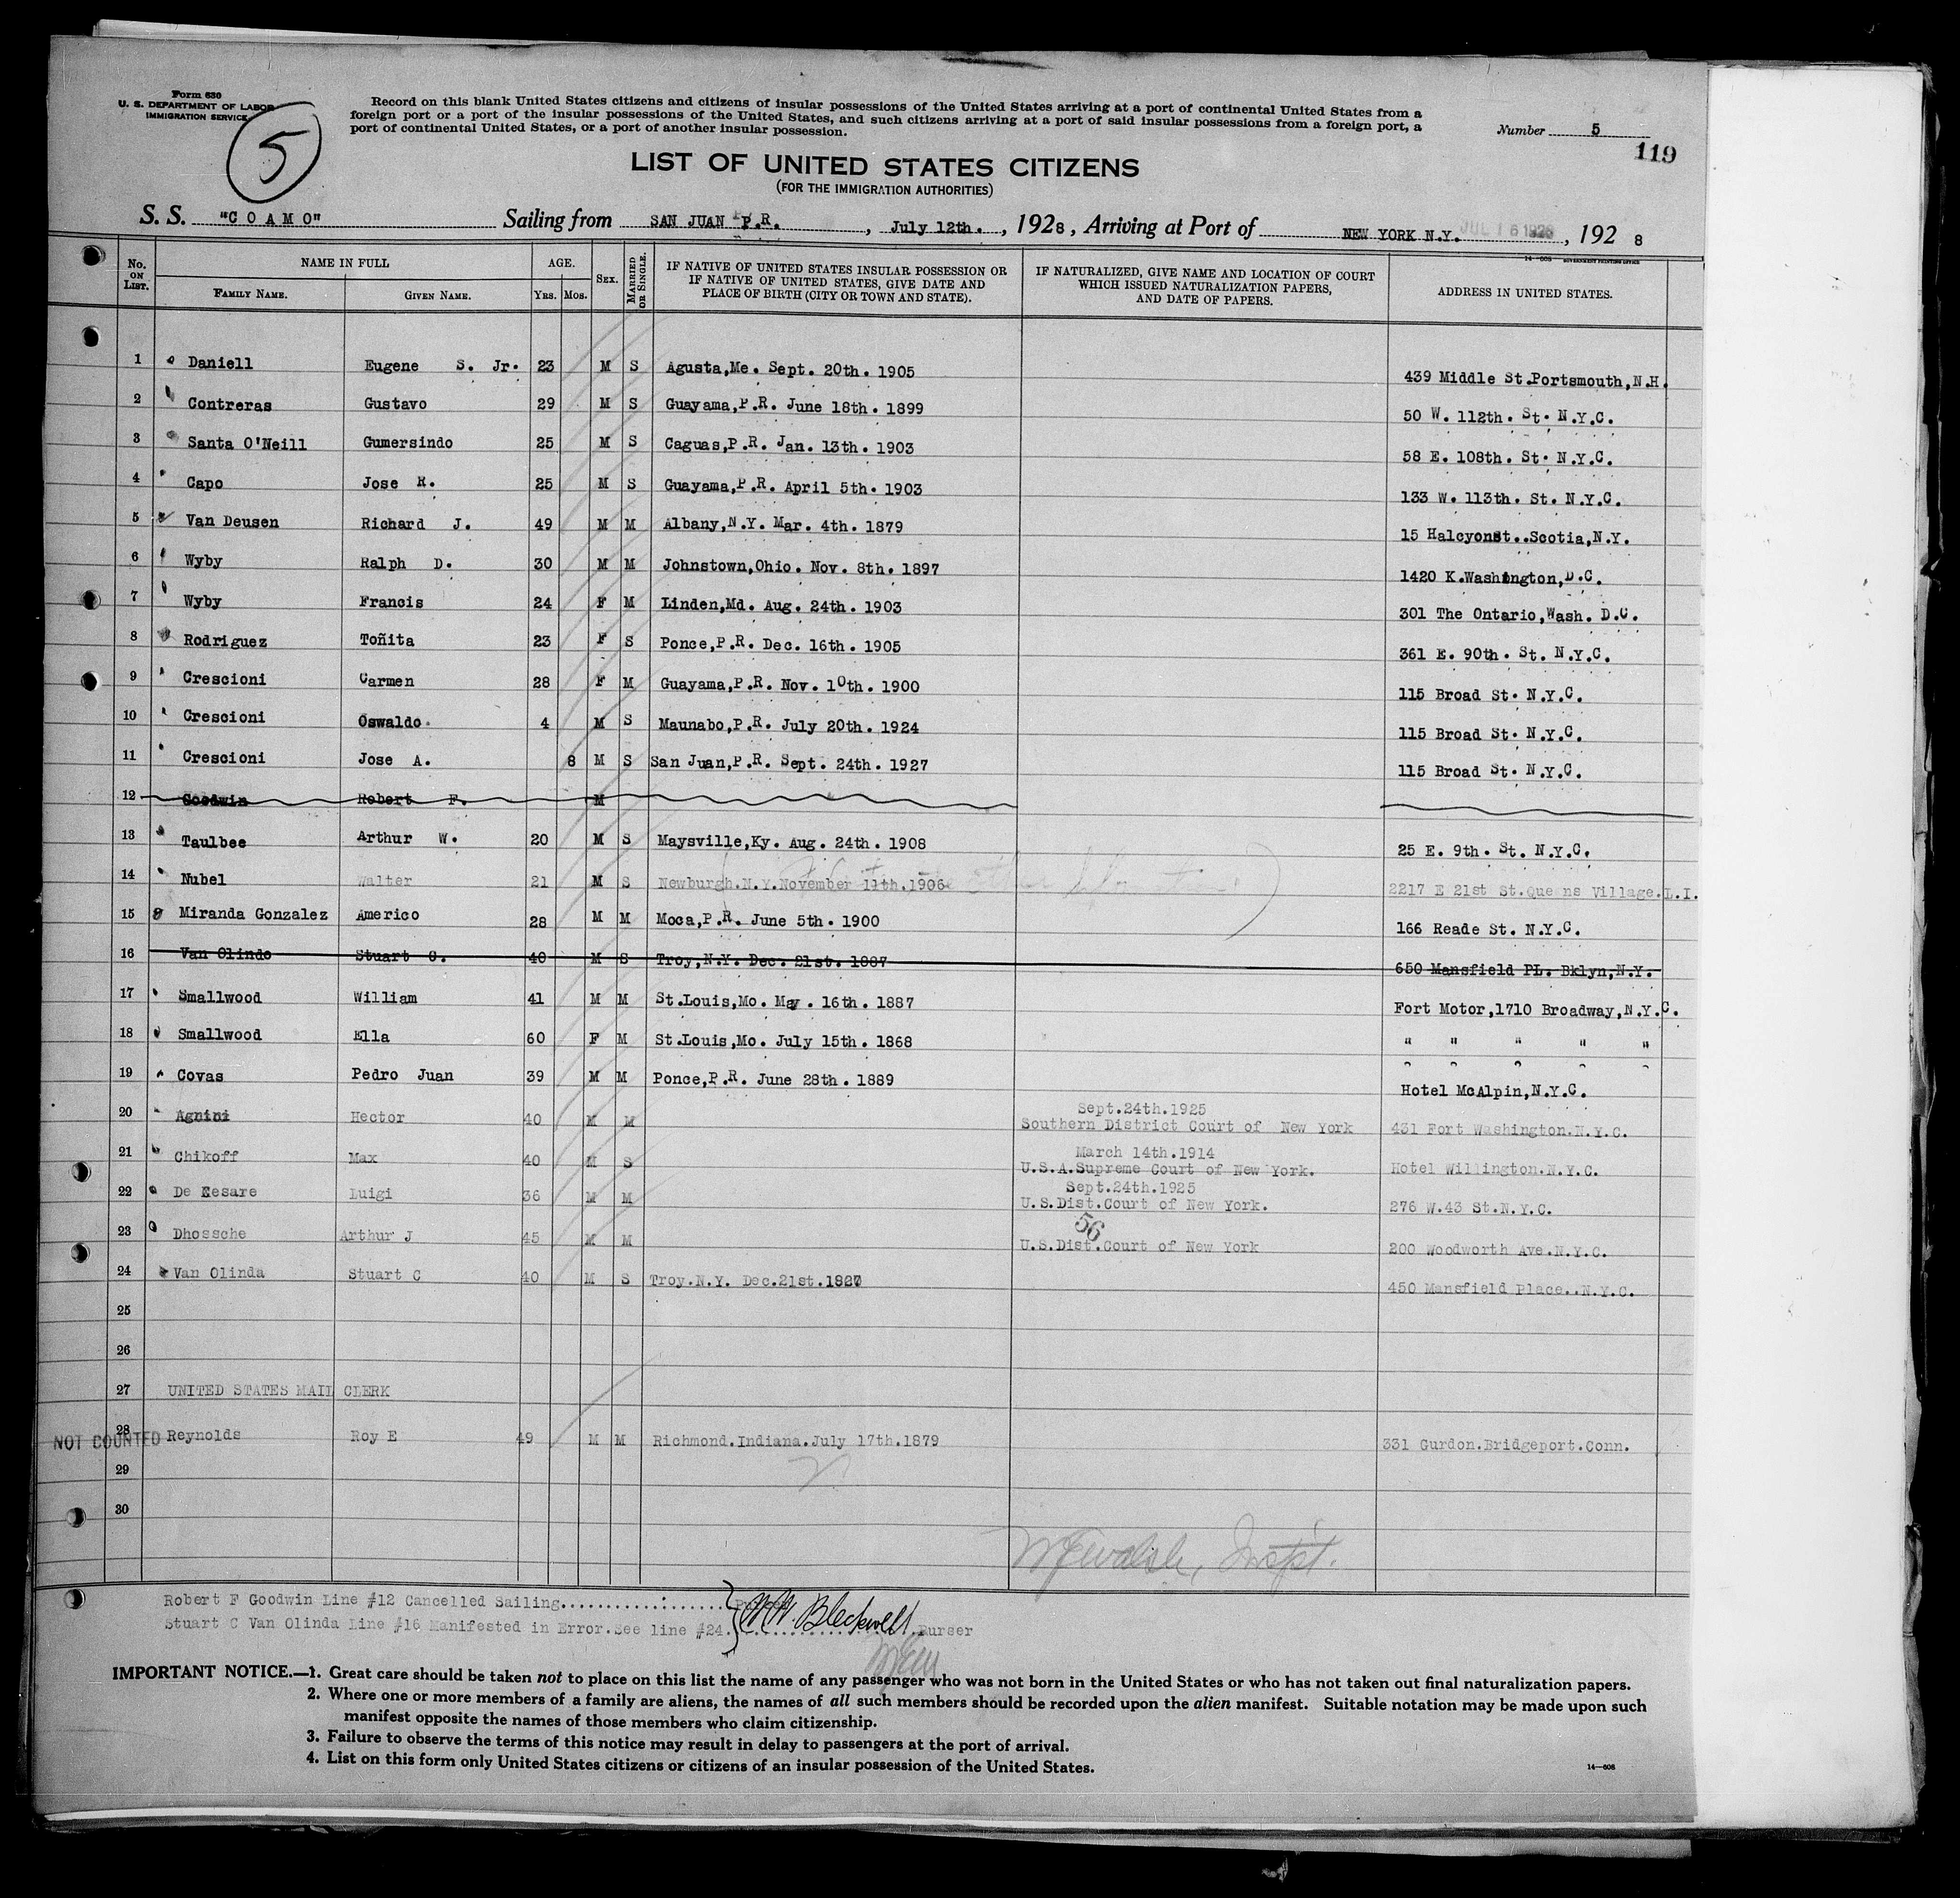 Form 630
U. S. DEPARTMENT OF LABOR
IMMIGRATION SERVICE
5
Record on this blank United States citizens and citizens of insular possessions of the United States arriving at a port of continental United States from a
foreign port or a port of the insular possessions of the United States, and such citizens arriving at a port of said insular possessions from a foreign port, a
port of continental United States, or a port of another insular possession.
Number 5
119
LIST OF UNITED STATES CITIZENS
(FOR THE IMMIGRATION AUTHORITIES)
S. S. "C O A M O" Sailing from SAN JUAN P.R. , July 12th. , 1928 , Arriving at Port of NEW YORK N.Y. JUL 16 1928 , 192 8
14—508 GOVERNMENT PRINTING OFFICE
No. ON LIST. NAME IN FULL AGE. SEX. MARRIED OR SINGLE. IF NATIVE OF UNITED STATES INSULAR POSSESSION OR IF NATIVE OF UNITED STATES, GIVE DATE AND PLACE OF BIRTH (CITY OR TOWN AND STATE). IF NATURALIZED, GIVE NAME AND LOCATION OF COURT WHICH ISSUED NATURALIZATION PAPERS, AND DATE OF PAPERS. ADDRESS IN UNITED STATES.
FAMILY NAME. GIVEN NAME. YRS. MOS.
1 Daniell Eugene S. Jr. 23 M S Agusta,Me. Sept. 20th. 1905 439 Middle St.Portsmouth,N.H.
2 Contreras Gustavo 29 M S Guayama,P.R. June 18th. 1899 50 W. 112th. St. N.Y.C.
3 Santa O'Neill Gumersindo 25 M S Caguas,P.R. Jan. 13th. 1903 58 E. 108th. St. N.Y.C.
4 Capo Jose R. 25 M S Guayama,P.R. April 5th. 1903 133 W. 113th. St. N.Y.C.
5 Van Deusen Richard J. 49 M M Albany,N.Y. Mar. 4th. 1879 15 Halcyonst..Scotia,N.Y.
6 Wyby Ralph D. 30 M M Johnstown,Ohio. Nov. 8th. 1897 1420 K.Washington,D.C.
7 Wyby Francis 24 F M Linden,Md. Aug. 24th. 1903 301 The Ontario,Wash. D.C.
8 Rodriguez Toñita 23 F S Ponce,P.R. Dec. 16th. 1905 361 E. 90th. St. N.Y.C.
9 Crescioni Carmen 28 F M Guayama,P.R. Nov. 10th. 1900 115 Broad St. N.Y.C.
10 Crescioni Oswaldo. 4 M S Maunabo,P.R. July 20th. 1924 115 Broad St. N.Y.C.
11 Crescioni Jose A. 8 M S San Juan,P.R. Sept. 24th. 1927 115 Broad St. N.Y.C.
12 Goodwin Robert F. M
13 Taulbee Arthur W. 20 M S Maysville,Ky. Aug. 24th. 1908 25 E. 9th. St. N.Y.C.
14 Nubel Walter 21 M S Newburgh.N.Y.November 11th.1906 2217 E 21st St.Queens Village.L.I.
15 Miranda Gonzalez Americo 28 M M Moca,P.R. June 5th. 1900 166 Reade St. N.Y.C.
16 Van Olindo Stuart C. 40 M S Troy,N.Y. Dec. 21st. 1887 650 Mansfield PL. Bklyn,N.Y.
17 Smallwood William 41 M M St.Louis,Mo. May. 16th. 1887 Fort Motor,1710 Broadway,N.Y.C.
18 Smallwood Ella 60 F M St.Louis,Mo. July 15th. 1868 " " " " "
19 Covas Pedro Juan 39 M M Ponce,P.R. June 28th. 1889 Hotel McAlpin,N.Y.C.
Sept.24th.1925
20 Agnini Hector 40 M M Southern District Court of New York 431 Fort Washington.N.Y.C.
March 14th.1914
21 Chikoff Max 40 M S U.S.A.Supreme Court of New York. Hotel Willington.N.Y.C.
Sept.24th.1925
22 De Eesare Luigi 36 M M U.S.Dist.Court of New York. 276 W.43 St.N.Y.C.
56
23 Dhossche Arthur J 45 M M U.S.Dist.Court of New York 200 Woodworth Ave.N.Y.C.
24 Van Olinda Stuart C 40 M S Troy.N.Y. Dec.21st.1887 450 Mansfield Place..N.Y.C.
25
26
27 UNITED STATES MAIL CLERK
NOT COUNTED 28 Reynolds Roy E 49 M M Richmond.Indiana.July 17th.1879 331 Gurdon.Bridgeport.Conn.
29
30
Walsh, Inspt.
Robert F Goodwin Line #12 Cancelled Sailing
Stuart C Van Olinda Line #16 Manifested in Error.See line #24. Bleckwell Purser
IMPORTANT NOTICE.—1. Great care should be taken not to place on this list the name of any passenger who was not born in the United States or who has not taken out final naturalization papers.
2. Where one or more members of a family are aliens, the names of all such members should be recorded upon the alien manifest. Suitable notation may be made upon such
manifest opposite the names of those members who claim citizenship.
3. Failure to observe the terms of this notice may result in delay to passengers at the port of arrival.
4. List on this form only United States citizens or citizens of an insular possession of the United States.
14—508